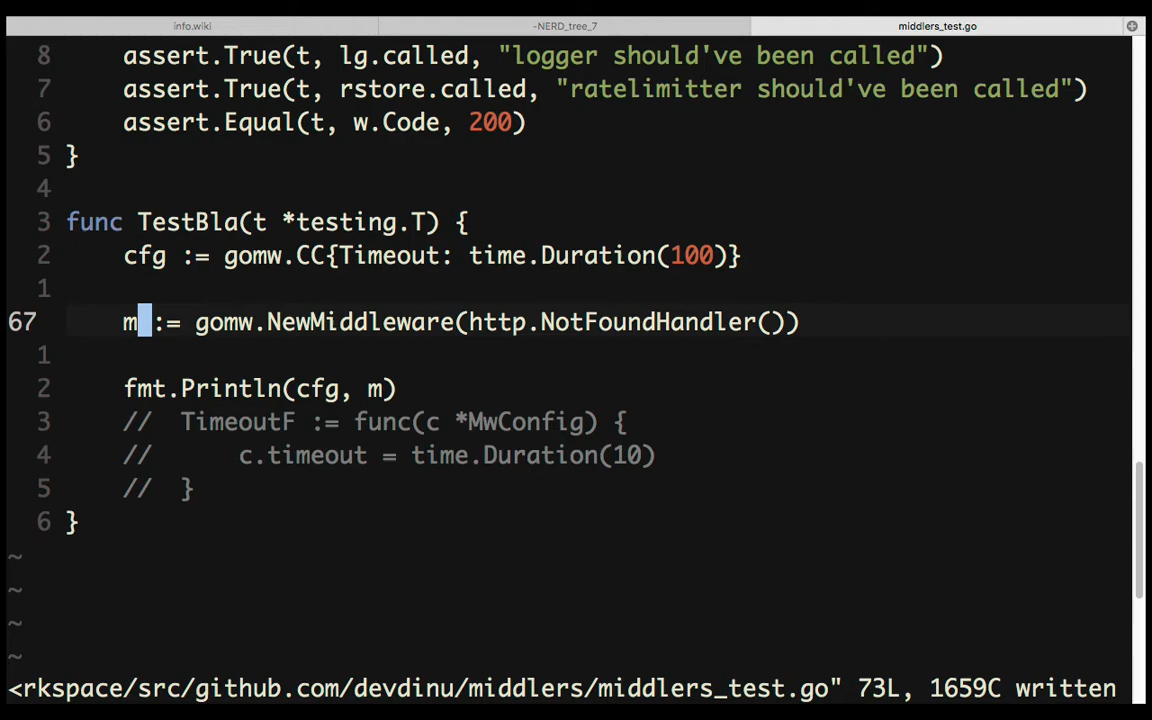 info.wiki -NERD_tree_7 middlers_test.go
8 assert.True(t, lg.called, "logger should've been called")
7 assert.True(t, rstore.called, "ratelimitter should've been called")
6 assert.Equal(t, w.Code, 200)
5 }
4
3 func TestBla(t *testing.T) {
2 cfg := gomw.CC{Timeout: time.Duration(100)}
1
67 m := gomw.NewMiddleware(http.NotFoundHandler())
1
2 fmt.Println(cfg, m)
3 // TimeoutF := func(c *MwConfig) {
4 // c.timeout = time.Duration(10)
5 // }
6 }
~
~
~
~
<rkspace/src/github.com/devdinu/middlers/middlers_test.go" 73L, 1659C written